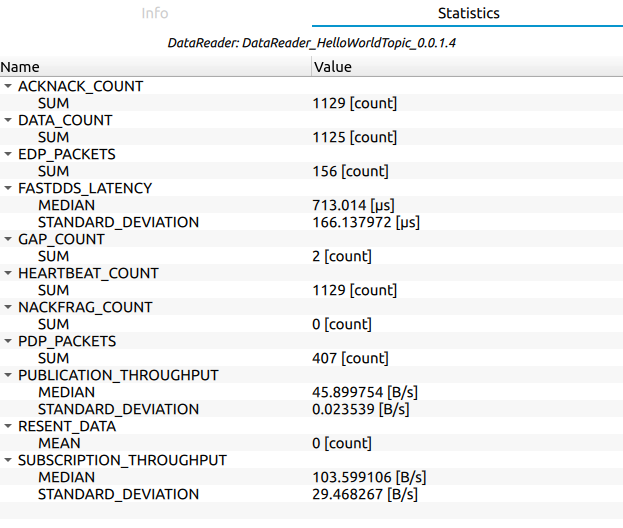 Info Statistics
DataReader: DataReader_HelloWorldTopic_0.0.1.4
Name Value
ACKNACK_COUNT
SUM 1129 [count]
DATA_COUNT
SUM 1125 [count]
EDP_PACKETS
SUM 156 [count]
FASTDDS_LATENCY
MEDIAN 713.014 [µs]
STANDARD_DEVIATION 166.137972 [µs]
GAP_COUNT
SUM 2 [count]
HEARTBEAT_COUNT
SUM 1129 [count]
NACKFRAG_COUNT
SUM 0 [count]
PDP_PACKETS
SUM 407 [count]
PUBLICATION_THROUGHPUT
MEDIAN 45.899754 [B/s]
STANDARD_DEVIATION 0.023539 [B/s]
RESENT_DATA
MEAN 0 [count]
SUBSCRIPTION_THROUGHPUT
MEDIAN 103.599106 [B/s]
STANDARD_DEVIATION 29.468267 [B/s]